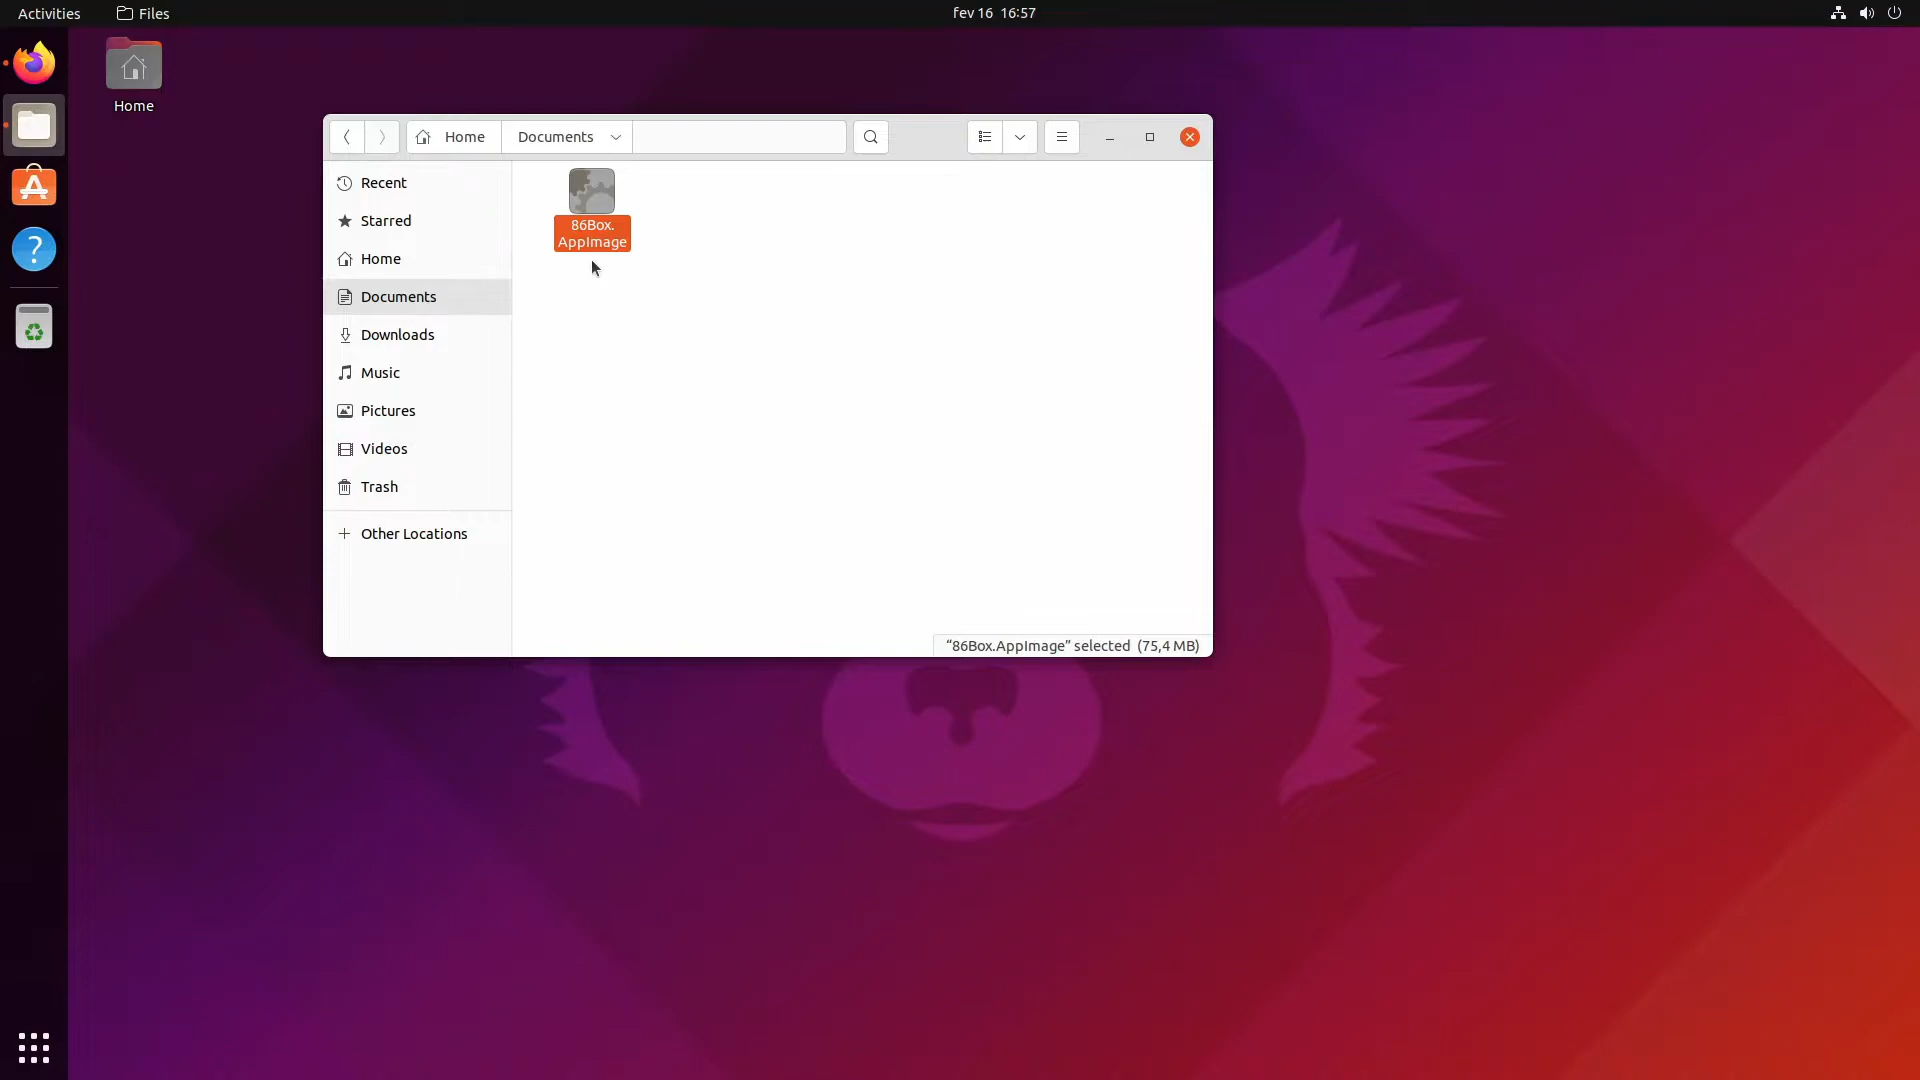 Activities
Files
fev 16 16:57
Home
Home
Documents
Recent
Starred
Home
Documents
Downloads
Music
Pictures
Videos
Trash
Other Locations
86Box.
AppImage
“86Box.AppImage” selected (75,4 MB)